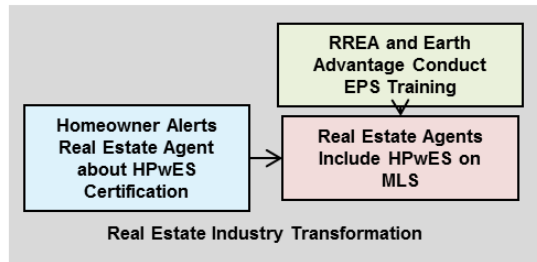 RREA and Earth
Advantage Conduct
EPS Training
Homeowner Alerts
Real Estate Agent
about HPwES
Certification
Real Estate Agents
Include HPwES on
MLS
Real Estate Industry Transformation